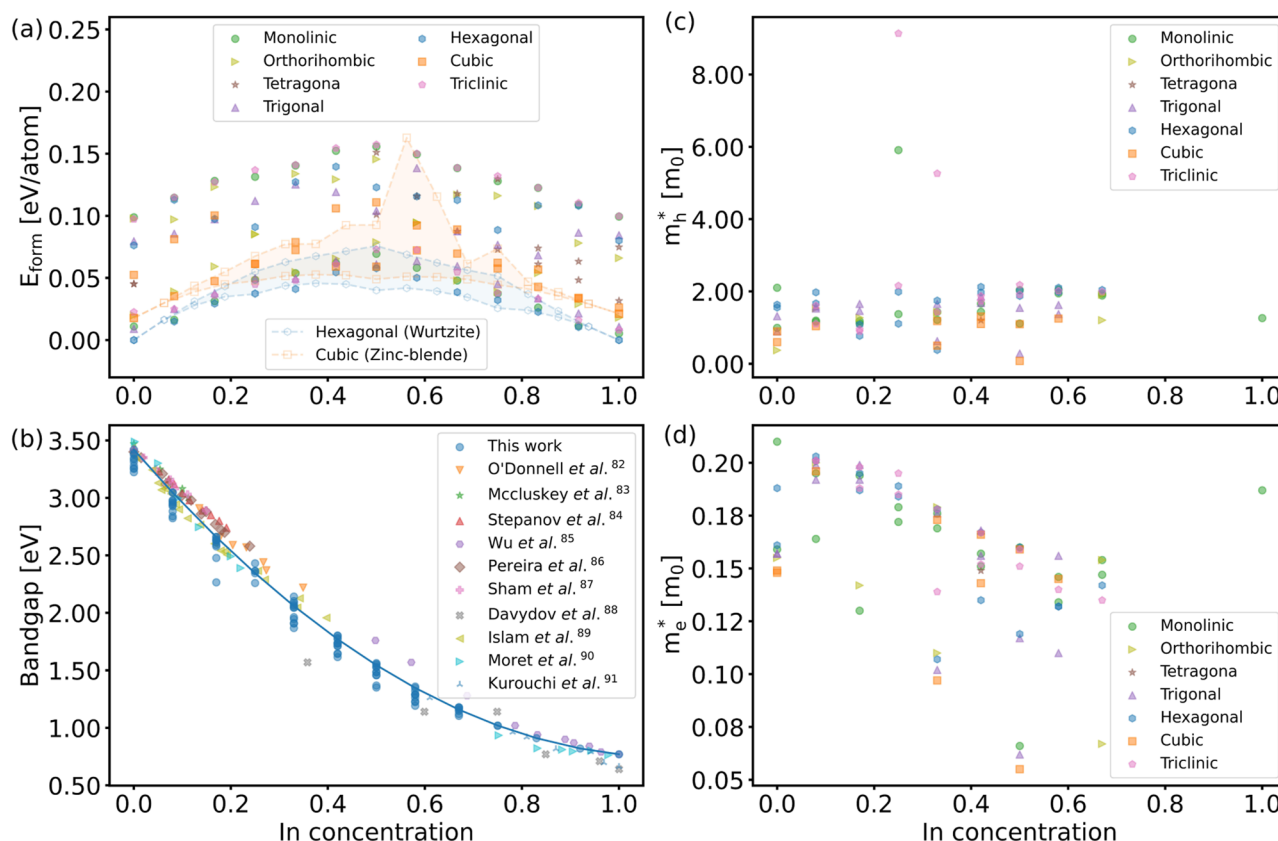 (a)
0.25
0.20
0.15
0.10
0.05
0.00
E_form [eV/atom]
Monolinic
Orthorihombic
Tetragona
Trigonal
Hexagonal
Cubic
Triclinic
Hexagonal (Wurtzite)
Cubic (Zinc-blende)
0.0 0.2 0.4 0.6 0.8 1.0
(c)
8.00
6.00
4.00
2.00
0.00
m_h^* [m_0]
Monolinic
Orthorihombic
Tetragona
Trigonal
Hexagonal
Cubic
Triclinic
0.0 0.2 0.4 0.6 0.8 1.0
(b)
3.50
3.00
2.50
2.00
1.50
1.00
0.50
Bandgap [eV]
This work
O'Donnell et al.^82
Mccluskey et al.^83
Stepanov et al.^84
Wu et al.^85
Pereira et al.^86
Sham et al.^87
Davydov et al.^88
Islam et al.^89
Moret et al.^90
Kurouchi et al.^91
0.0 0.2 0.4 0.6 0.8 1.0
In concentration
(d)
0.20
0.18
0.15
0.12
0.10
0.08
0.05
m_e^* [m_0]
Monolinic
Orthorihombic
Tetragona
Trigonal
Hexagonal
Cubic
Triclinic
0.0 0.2 0.4 0.6 0.8 1.0
In concentration